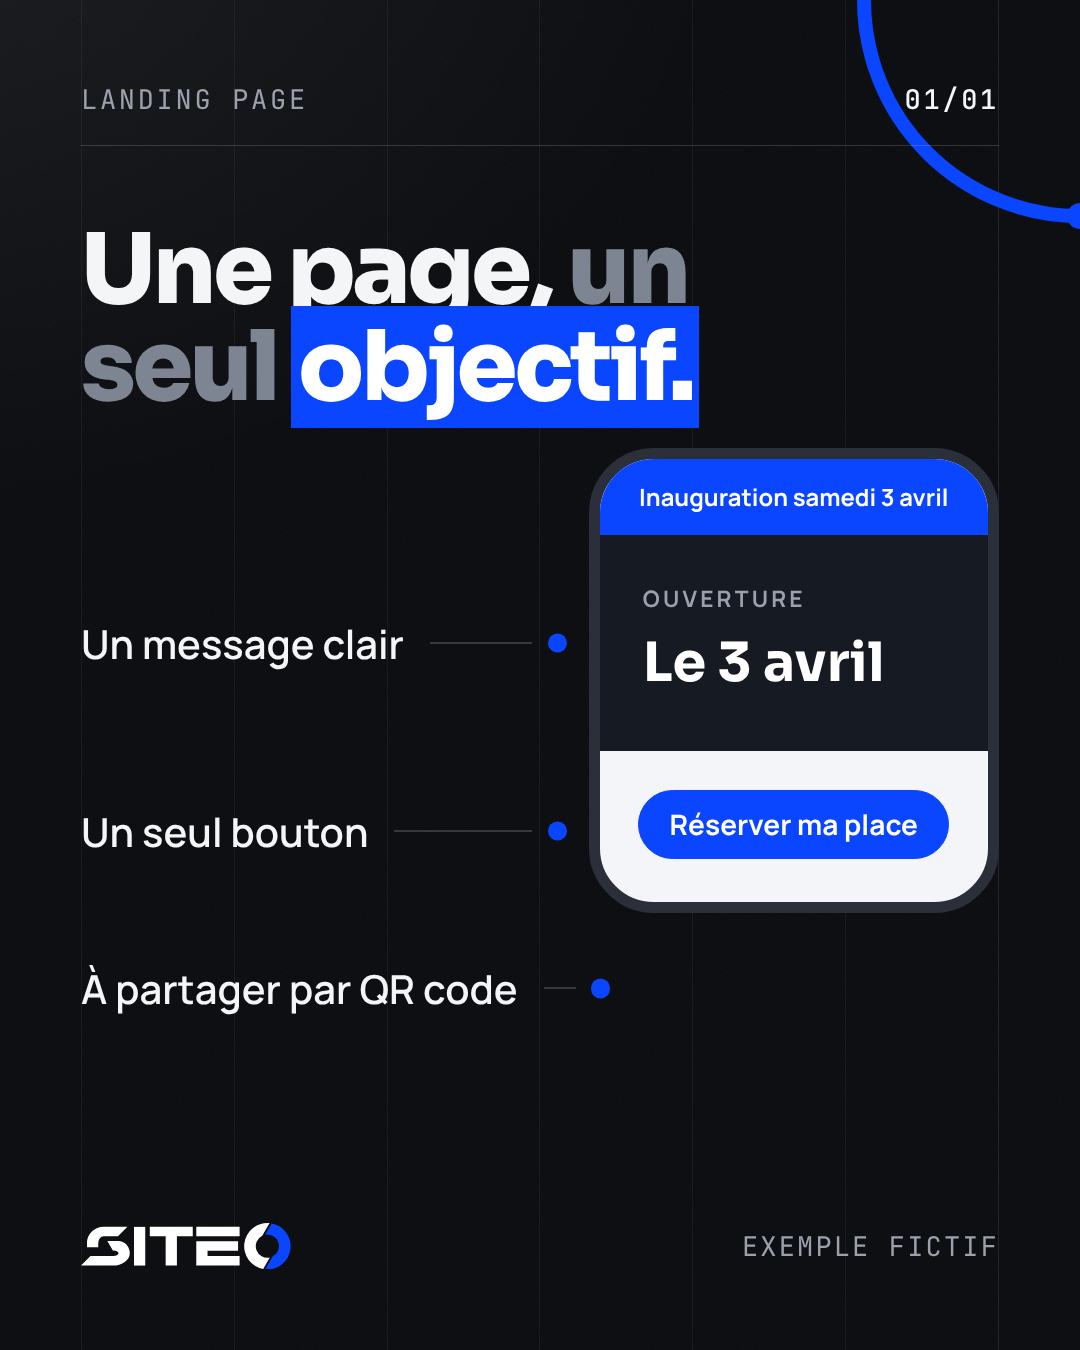 LANDING PAGE
01/01
Une page, un
seul objectif.
Inauguration samedi 3 avril
OUVERTURE
Le 3 avril
Un message clair
Un seul bouton
Réserver ma place
À partager par QR code
SITEO
EXEMPLE FICTIF